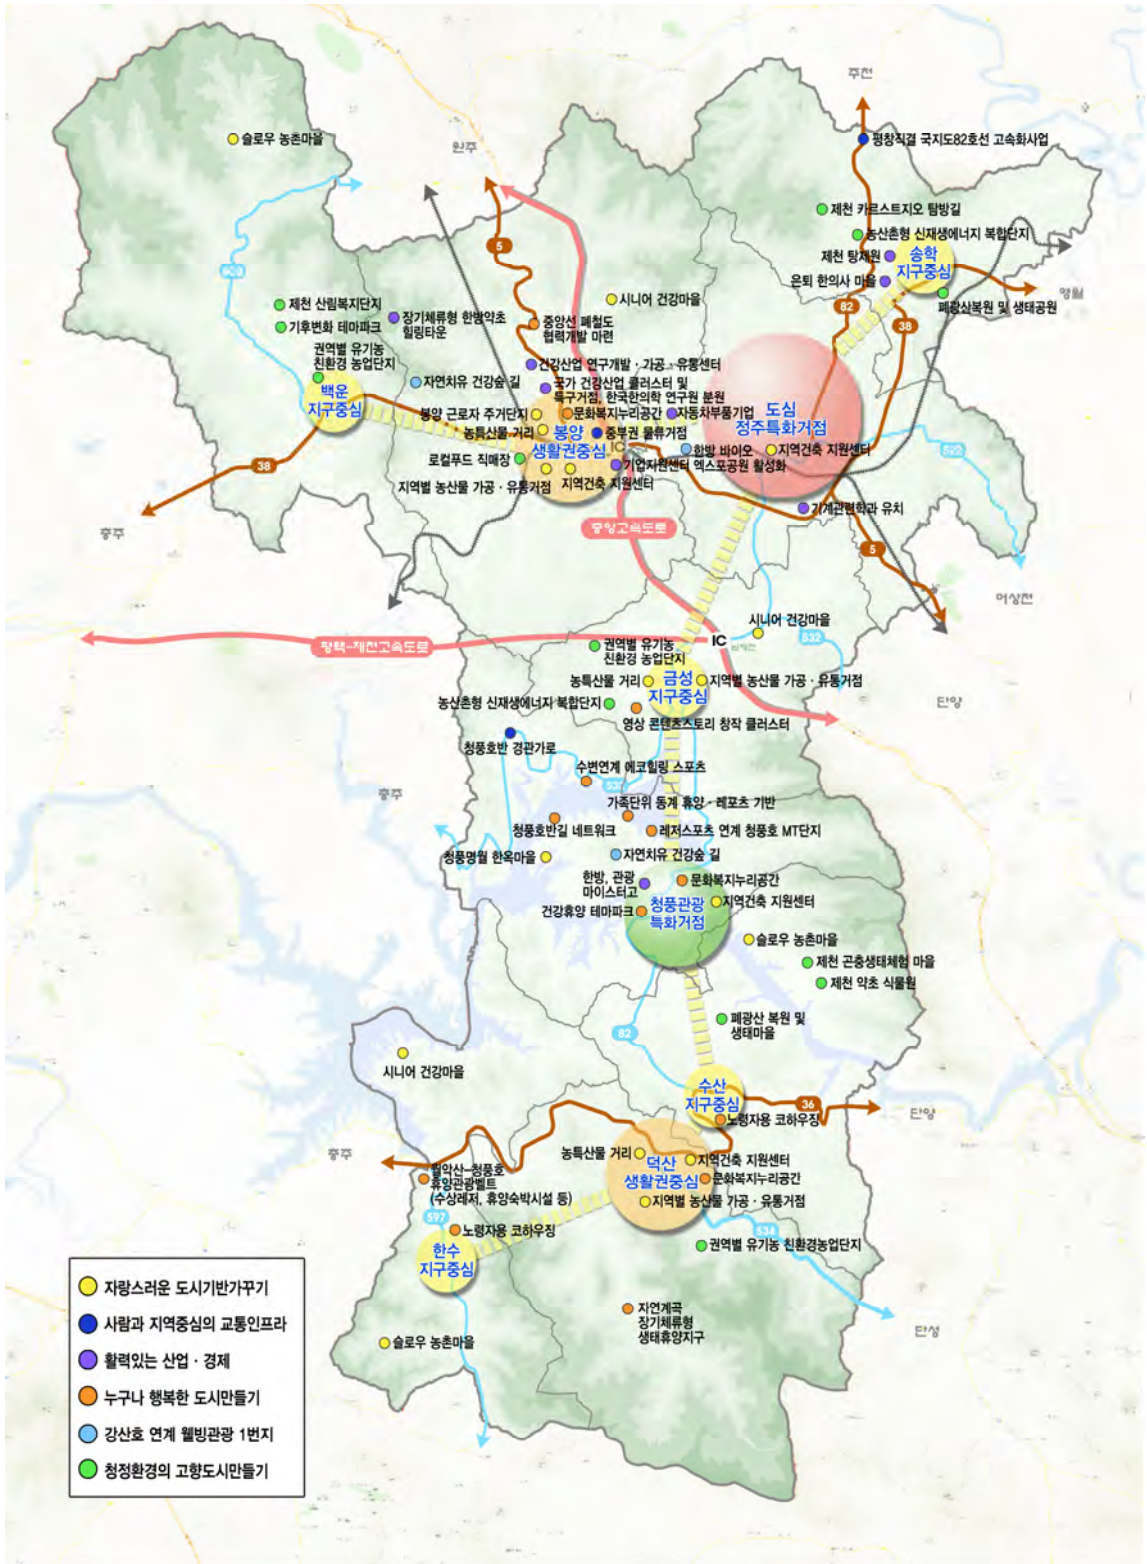 주천
평창직결 국지도82호선 고속화사업
슬로우 농촌마을
원주
제천 카르스트지오 탐방길
농산촌형 신재생에너지 복합단지
5
제천 탕제원
송학
지구중심
은퇴 한의사 마을
영월
82
38
폐광산복원 및 생태공원
시니어 건강마을
제천 산림복지단지
기후변화 테마파크
장기체류형 한방약초
힐링타운
중앙선 폐철도
협력개발 마련
권역별 유기농
친환경 농업단지
건강산업 연구개발 · 가공 · 유통센터
자연치유 건강숲 길
국가 건강산업 클러스터 및
특구거점, 한국한의학 연구원 분원
백운
지구중심
봉양 근로자 주거단지
문화복지누리공간
자동차부품기업
도심
정주특화거점
농특산물 거리
봉양
생활권중심
중부권 물류거점
IC
한방 바이오
지역건축 지원센터
522
로컬푸드 직매장
기업지원센터 엑스포공원 활성화
38
지역별 농산물 가공 · 유통거점
지역건축 지원센터
기계관련학과 유치
충주
중앙고속도로
5
어상천
시니어 건강마을
532
평택-제천고속도로
IC
남제천
권역별 유기농
친환경 농업단지
농특산물 거리
금성
지구중심
지역별 농산물 가공 · 유통거점
단양
농산촌형 신재생에너지 복합단지
영상 콘텐츠스토리 창작 클러스터
청풍호반 경관가로
수변연계 에코힐링 스포츠
충주
가족단위 동계 휴양 · 레포츠 기반
청풍호반길 네트워크
레저스포츠 연계 청풍호 MT단지
청풍명월 한옥마을
자연치유 건강숲 길
한방, 관광
마이스터고
문화복지누리공간
건강휴양 테마파크
청풍관광
특화거점
지역건축 지원센터
슬로우 농촌마을
제천 곤충생태체험 마을
제천 약초 식물원
폐광산 복원 및
생태마을
82
시니어 건강마을
수산
지구중심
36
단양
노령자용 코하우징
충주
농특산물 거리
덕산
생활권중심
지역건축 지원센터
문화복지누리공간
월악산-청풍호
휴양관광벨트
(수상레저, 휴양숙박시설 등)
지역별 농산물 가공 · 유통거점
597
노령자용 코하우징
534
권역별 유기농 친환경농업단지
한수
지구중심
자연계곡
장기체류형
생태휴양지구
단성
슬로우 농촌마을
자랑스러운 도시기반가꾸기
사람과 지역중심의 교통인프라
활력있는 산업 · 경제
누구나 행복한 도시만들기
강산호 연계 웰빙관광 1번지
청정환경의 고향도시만들기